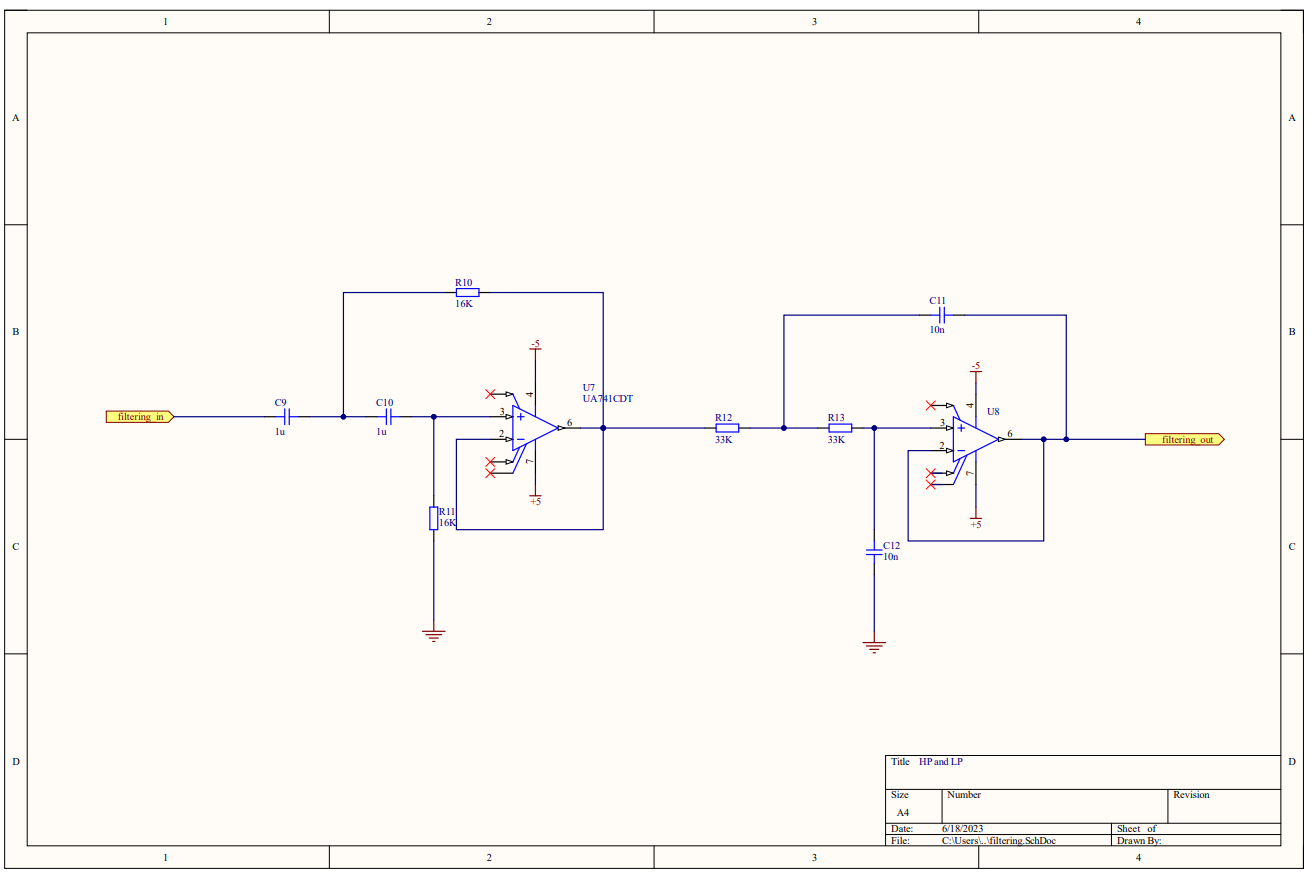 1 2 3 4
A A
R10
16K
C11
10n
B B
-5
-5
U7
UA741CDT
4
4
U8
C9
1u
C10
1u
filtering_in
3
2
6
7
R12
33K
R13
33K
3
2
6
7
filtering_out
+5
+5
R11
16K
C12
10n
C C
Title HP and LP
D D
Size
A4
Number
Revision
Date: 6/18/2023 Sheet of
File: C:\Users\..\filtering.SchDoc Drawn By:
1 2 3 4